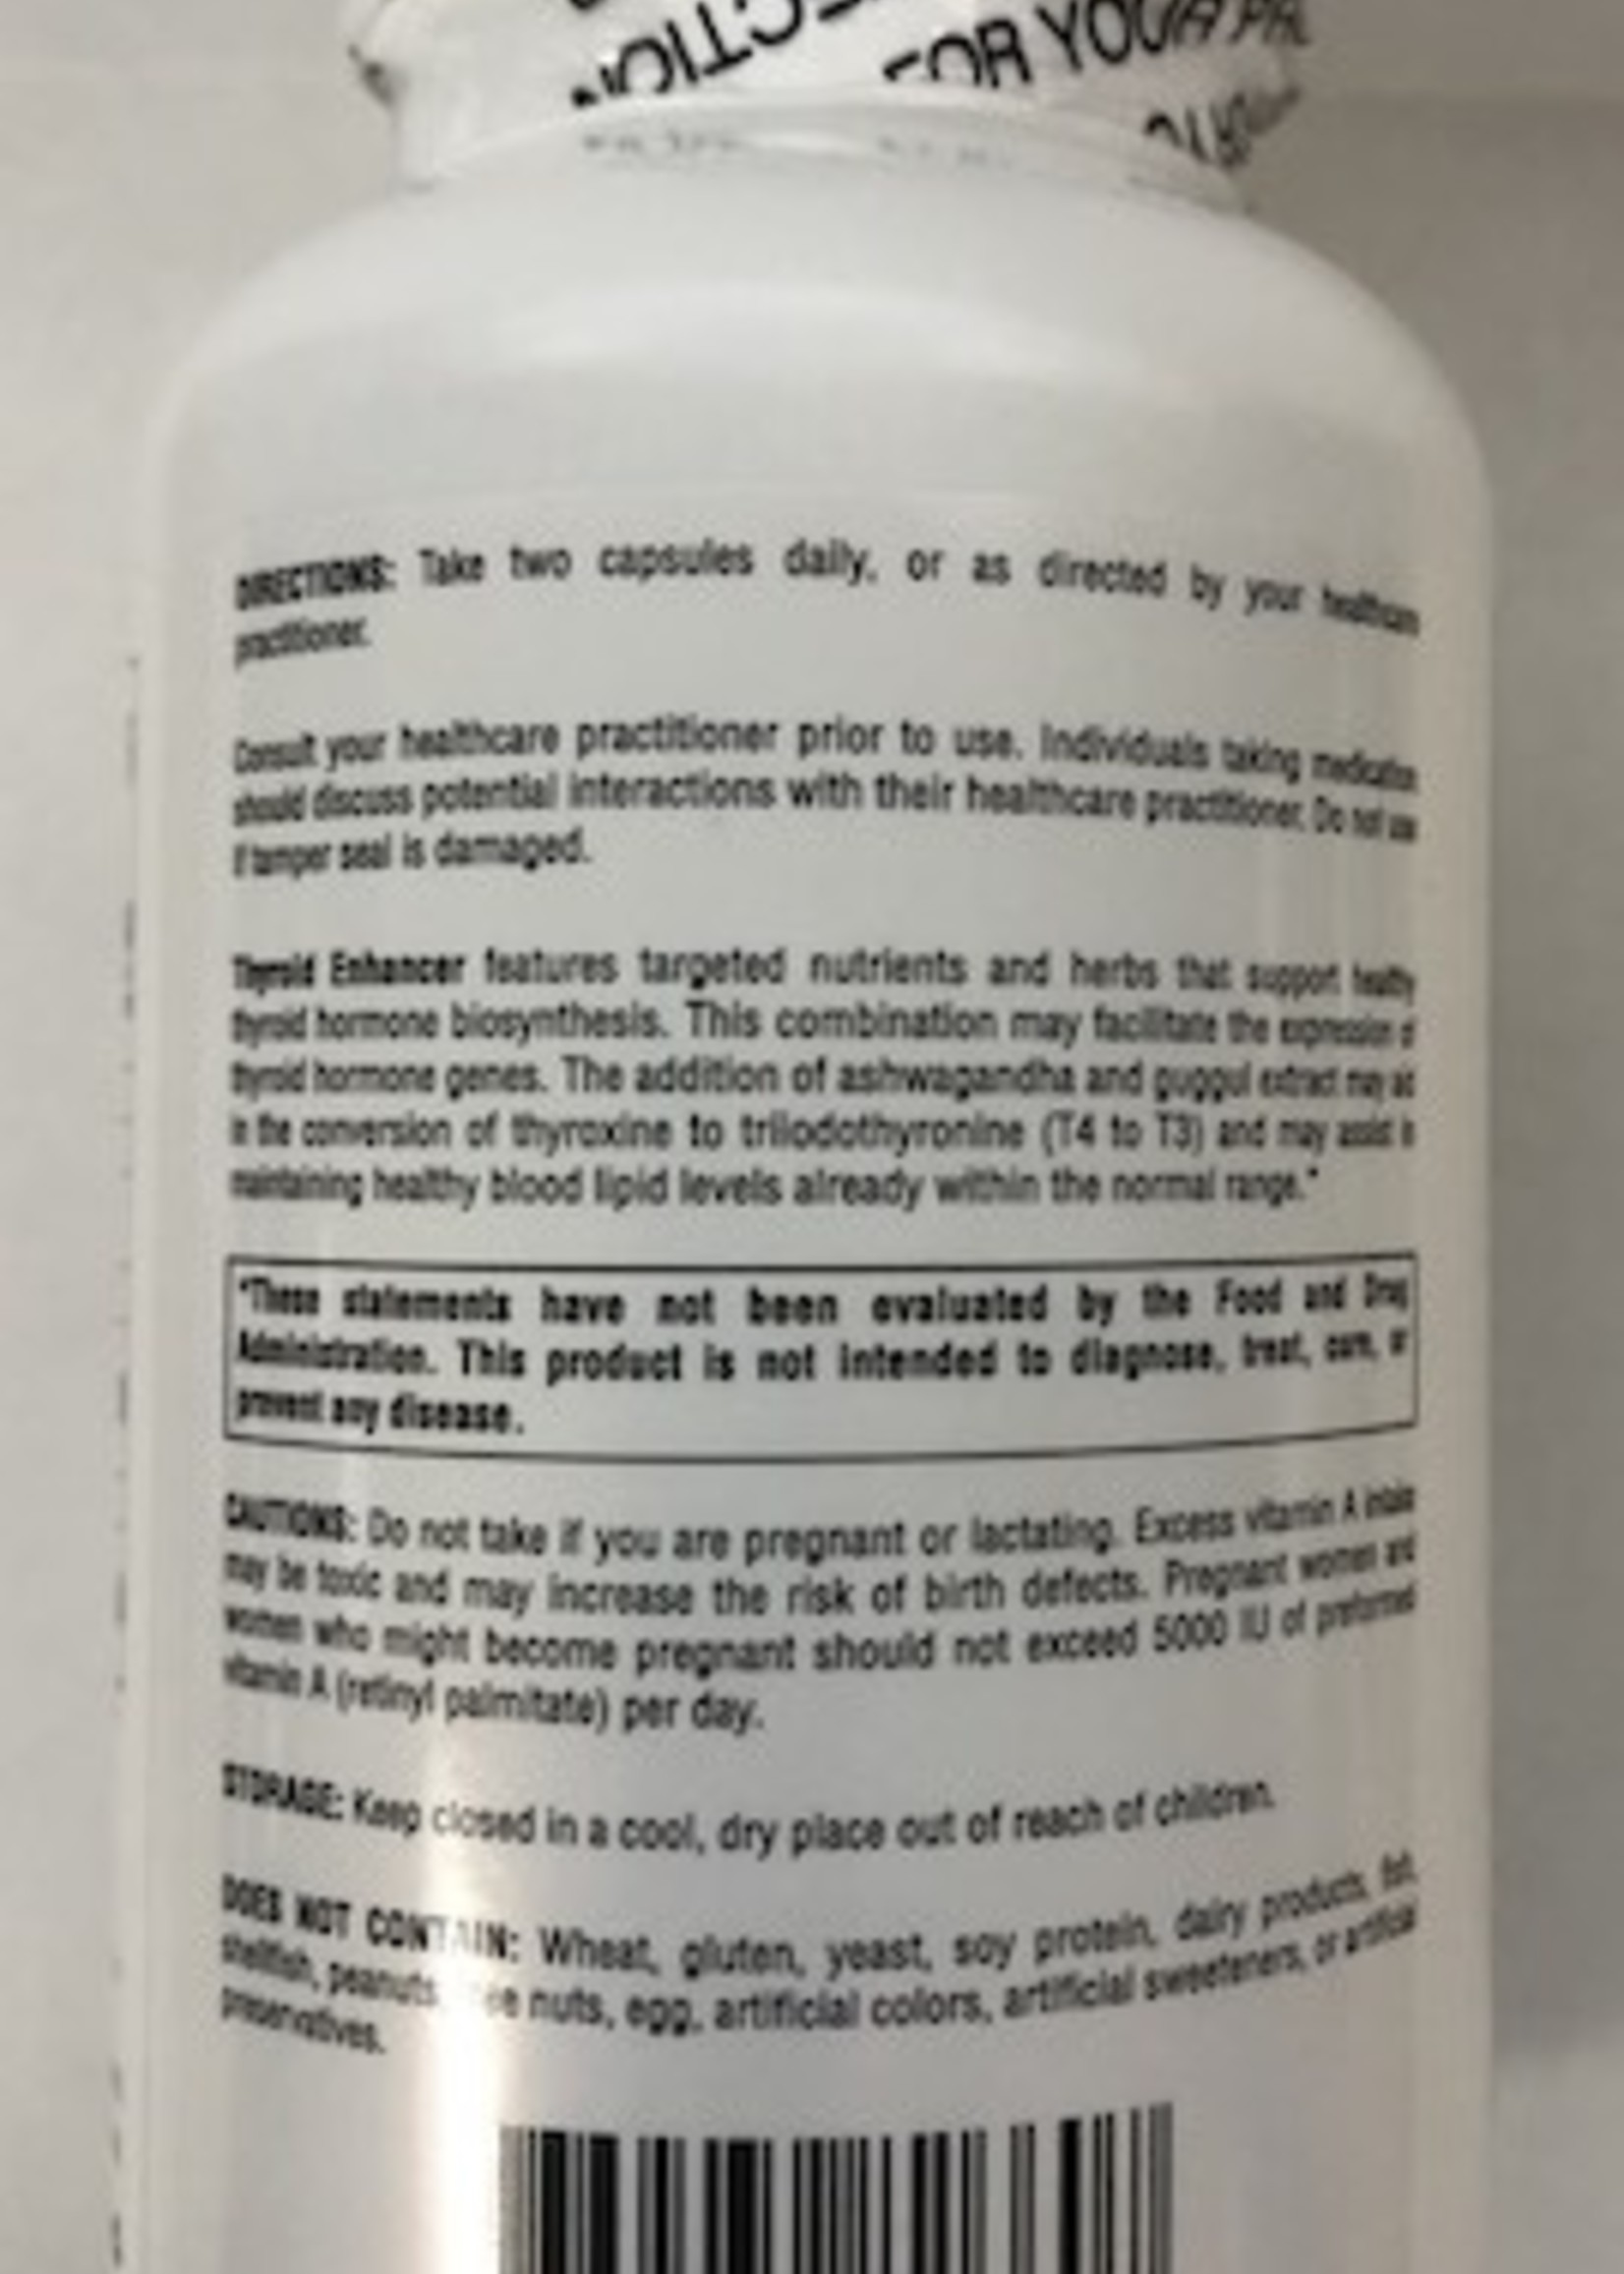 FOR YOUR PR
DIRECTIONS: Take two capsules daily, or as directed by your healthcare
practitioner.
Consult your healthcare practitioner prior to use. Individuals taking medication
should discuss potential interactions with their healthcare practitioner. Do not use
if tamper seal is damaged.
Thyroid Enhancer features targeted nutrients and herbs that support healthy
thyroid hormone biosynthesis. This combination may facilitate the expression of
thyroid hormone genes. The addition of ashwagandha and guggul extract may aid
in the conversion of thyroxine to triiodothyronine (T4 to T3) and may assist in
maintaining healthy blood lipid levels already within the normal range.*
*These statements have not been evaluated by the Food and Drug
Administration. This product is not intended to diagnose, treat, cure, or
prevent any disease.
CAUTIONS: Do not take if you are pregnant or lactating. Excess vitamin A intake
may be toxic and may increase the risk of birth defects. Pregnant women and
women who might become pregnant should not exceed 5000 IU of preformed
vitamin A (retinyl palmitate) per day.
STORAGE: Keep closed in a cool, dry place out of reach of children.
DOES NOT CONTAIN: Wheat, gluten, yeast, soy protein, dairy products, fish,
shellfish, peanuts, tree nuts, egg, artificial colors, artificial sweeteners, or artificial
preservatives.